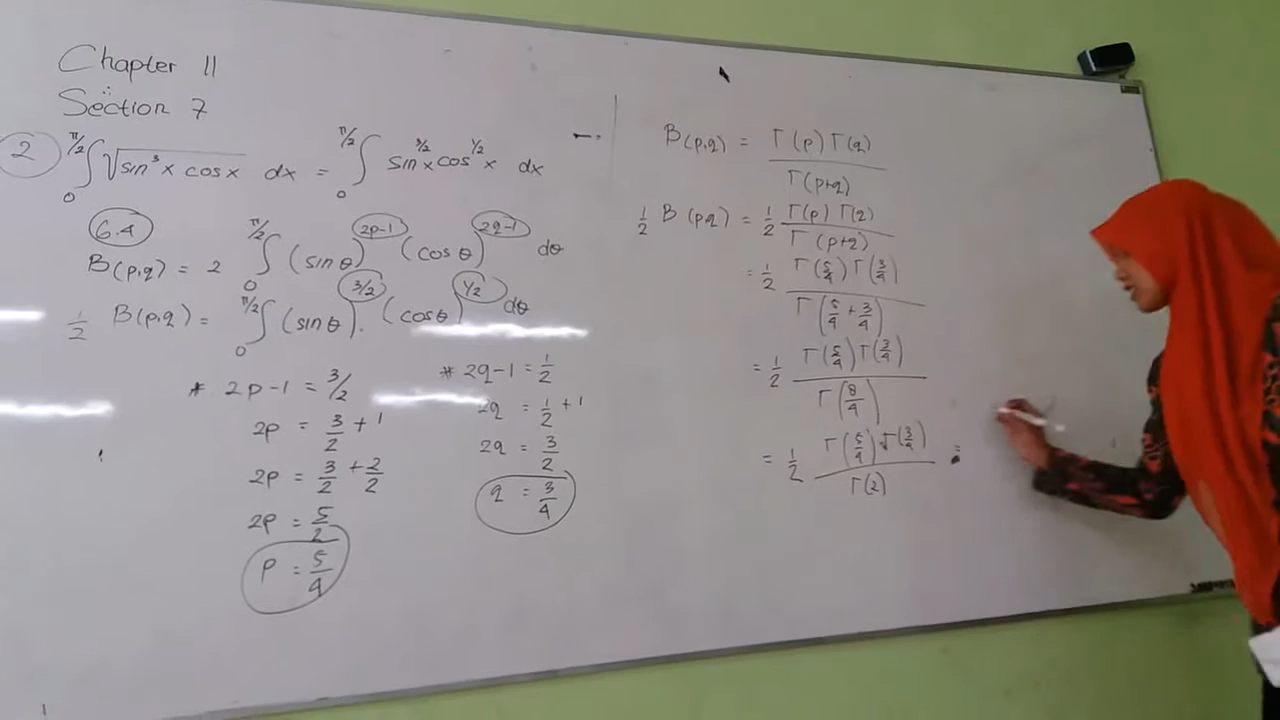 Chapter 11
Section 7
2 ∫₀^{π/2} √(sin³x cosx) dx = ∫₀^{π/2} sin^{3/2}x cos^{1/2}x dx
6.4
B(p,q) = 2 ∫₀^{π/2} (sinθ)^{2p-1} (cosθ)^{2q-1} dθ
1/2 B(p,q) = ∫₀^{π/2} (sinθ)^{3/2} . (cosθ)^{1/2} dθ
* 2p-1 = 3/2
2p = 3/2 + 1
2p = 3/2 + 2/2
2p = 5/2
p = 5/4
* 2q-1 = 1/2
2q = 1/2 + 1
2q = 3/2
q = 3/4
B(p,q) = Γ(p) Γ(q) / Γ(p+q)
1/2 B(p,q) = 1/2 Γ(p) Γ(q) / Γ(p+q)
= 1/2 Γ(5/4) Γ(3/4) / Γ(5/4 + 3/4)
= 1/2 Γ(5/4) Γ(3/4) / Γ(8/4)
= 1/2 Γ(5/4) Γ(3/4) / Γ(2) =